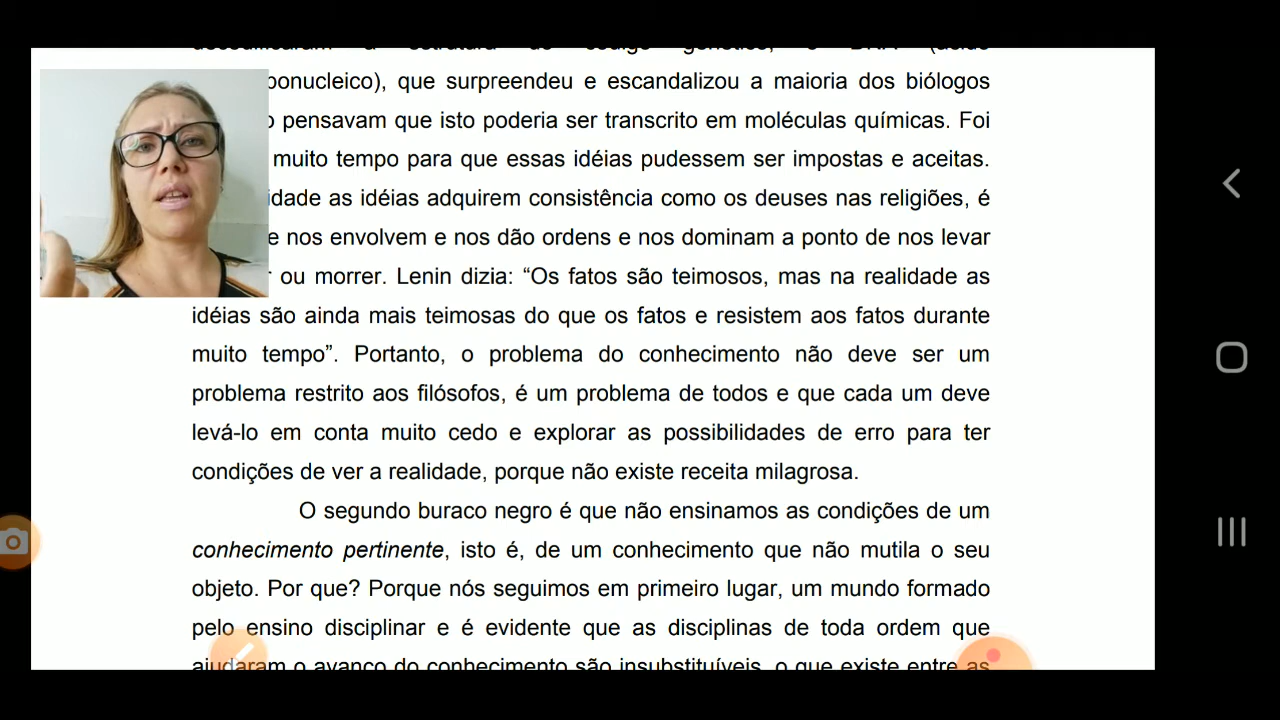 ponucleico), que surpreendeu e escandalizou a maioria dos biólogos
o pensavam que isto poderia ser transcrito em moléculas químicas. Foi
muito tempo para que essas idéias pudessem ser impostas e aceitas.
idade as idéias adquirem consistência como os deuses nas religiões, é
e nos envolvem e nos dão ordens e nos dominam a ponto de nos levar
r ou morrer. Lenin dizia: “Os fatos são teimosos, mas na realidade as
idéias são ainda mais teimosas do que os fatos e resistem aos fatos durante
muito tempo”. Portanto, o problema do conhecimento não deve ser um
problema restrito aos filósofos, é um problema de todos e que cada um deve
levá-lo em conta muito cedo e explorar as possibilidades de erro para ter
condições de ver a realidade, porque não existe receita milagrosa.
O segundo buraco negro é que não ensinamos as condições de um
conhecimento pertinente, isto é, de um conhecimento que não mutila o seu
objeto. Por que? Porque nós seguimos em primeiro lugar, um mundo formado
pelo ensino disciplinar e é evidente que as disciplinas de toda ordem que
ajudaram o avanço do conhecimento são insubstituíveis, o que existe entre as